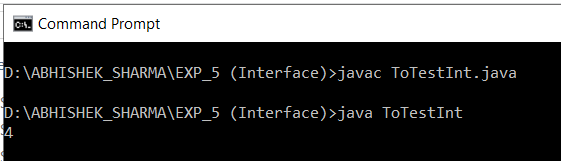 Command Prompt
D:\ABHISHEK_SHARMA\EXP_5 (Interface)>javac ToTestInt.java
D:\ABHISHEK_SHARMA\EXP_5 (Interface)>java ToTestInt
4